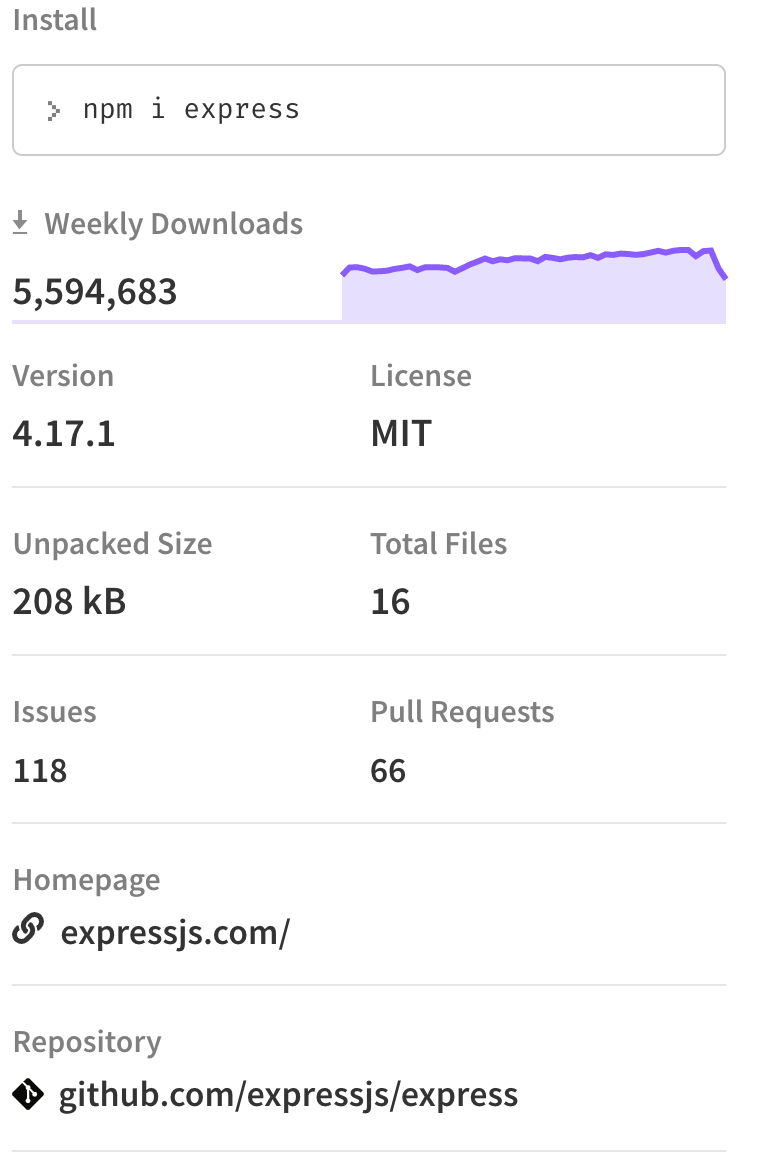 Install
npm i express
Weekly Downloads
5,594,683
Version
License
4.17.1
MIT
Unpacked Size
Total Files
208 kB
16
Issues
Pull Requests
118
66
Homepage
expressjs.com/
Repository
github.com/expressjs/express